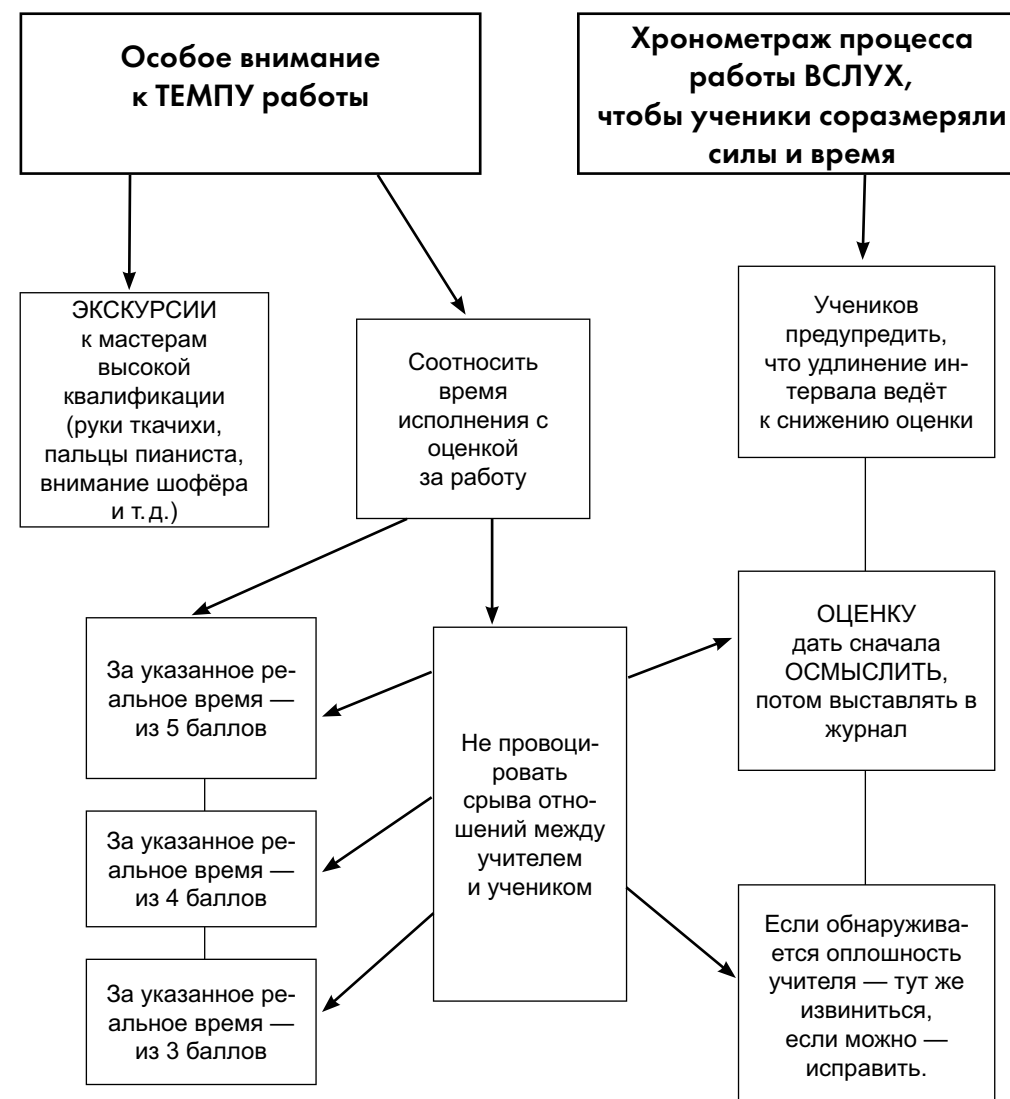 Особое внимание
к ТЕМПУ работы
Хронометраж процесса
работы ВСЛУХ,
чтобы ученики соразмеряли
силы и время
ЭКСКУРСИИ
к мастерам
высокой
квалификации
(руки ткачихи,
пальцы пианиста,
внимание шофёра
и т. д.)
Соотносить
время
исполнения с
оценкой
за работу
Учеников
предупредить,
что удлинение ин-
тервала ведёт
к снижению оценки
За указанное ре-
альное время —
из 5 баллов
За указанное ре-
альное время —
из 4 баллов
За указанное ре-
альное время —
из 3 баллов
Не провоци-
ровать
срыва отно-
шений между
учителем
и учеником
ОЦЕНКУ
дать сначала
ОСМЫСЛИТЬ,
потом выставлять в
журнал
Если обнаружива-
ется оплошность
учителя — тут же
извиниться,
если можно —
исправить.